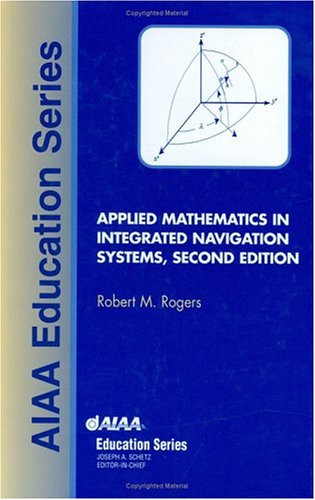 AIAA Education Series
APPLIED MATHEMATICS IN
INTEGRATED NAVIGATION
SYSTEMS, SECOND EDITION
Robert M. Rogers
AIAA
Education Series
JOSEPH A. SCHETZ
EDITOR-IN-CHIEF